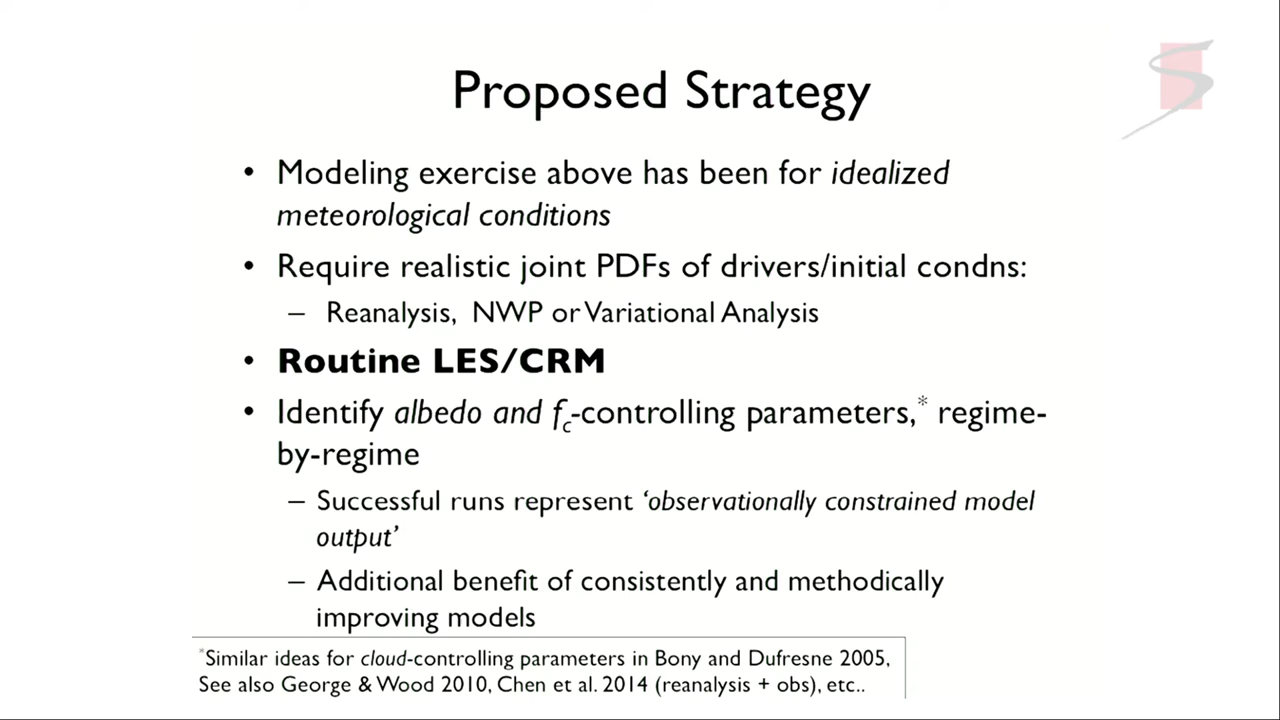 Proposed Strategy
• Modeling exercise above has been for idealized
meteorological conditions
• Require realistic joint PDFs of drivers/initial condns:
– Reanalysis, NWP or Variational Analysis
• Routine LES/CRM
• Identify albedo and fc-controlling parameters,* regime-
by-regime
– Successful runs represent ‘observationally constrained model
output’
– Additional benefit of consistently and methodically
improving models
*Similar ideas for cloud-controlling parameters in Bony and Dufresne 2005,
See also George & Wood 2010, Chen et al. 2014 (reanalysis + obs), etc..